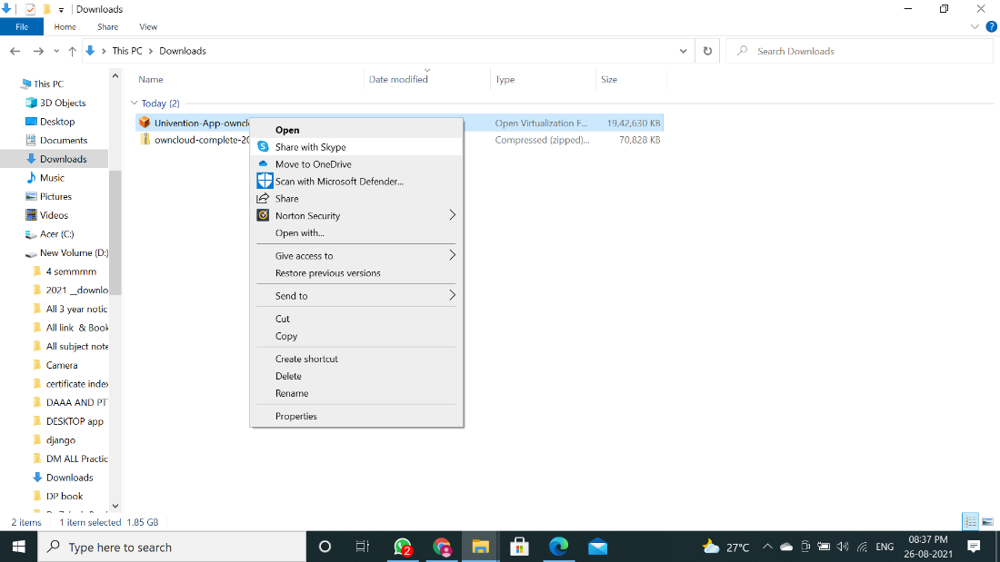 Downloads
File Home Share View
This PC Downloads
Search Downloads
Name Date modified Type Size
Today (2)
Univention-App-ownclo Open Virtualization F... 19,42,630 KB
owncloud-complete-20 Compressed (zipped)... 70,828 KB
This PC
3D Objects
Desktop
Documents
Downloads
Music
Pictures
Videos
Acer (C:)
New Volume (D:)
4 semmmm
2021 __downlo
All 3 year notic
All link & Book
All subject note
Camera
certificate index
DAAA AND PT
DESKTOP app
django
DM ALL Practic
Downloads
DP book
Open
Share with Skype
Move to OneDrive
Scan with Microsoft Defender...
Share
Norton Security
Open with...
Give access to
Restore previous versions
Send to
Cut
Copy
Create shortcut
Delete
Rename
Properties
2 items 1 item selected 1.85 GB
Type here to search
2
27°C
ENG
08:37 PM
26-08-2021